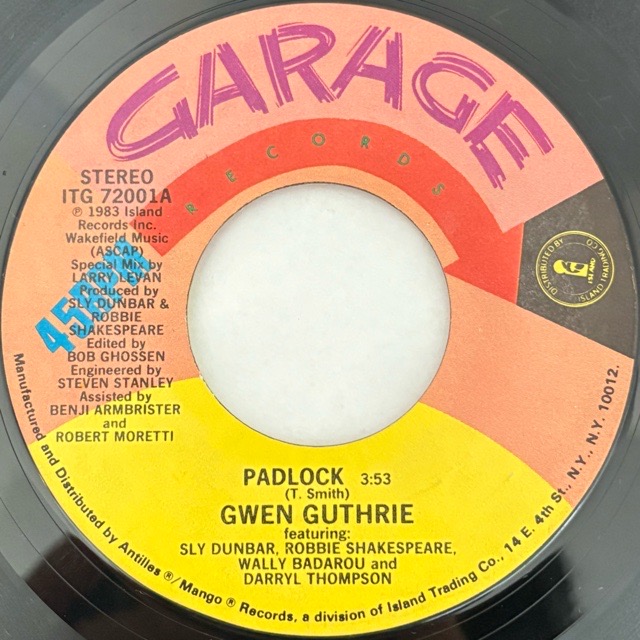 GARAGE
RECORDS
STEREO
ITG 72001A
℗ 1983 Island
Records Inc.
Wakefield Music
(ASCAP)
Special Mix by
LARRY LEVAN
Produced by
SLY DUNBAR &
ROBBIE
SHAKESPEARE
Edited by
BOB GHOSSEN
Engineered by
STEVEN STANLEY
Assisted by
BENJI ARMBRISTER
and
ROBERT MORETTI
DISTRIBUTED BY
ISLAND TRADING CO
ISLAND
PADLOCK 3:53
(T. Smith)
GWEN GUTHRIE
featuring:
SLY DUNBAR, ROBBIE SHAKESPEARE,
WALLY BADAROU and
DARRYL THOMPSON
Manufactured and Distributed by Antilles ®/Mango ® Records, a division of Island Trading Co., 14 E. 4th St., N.Y., N.Y. 10012.